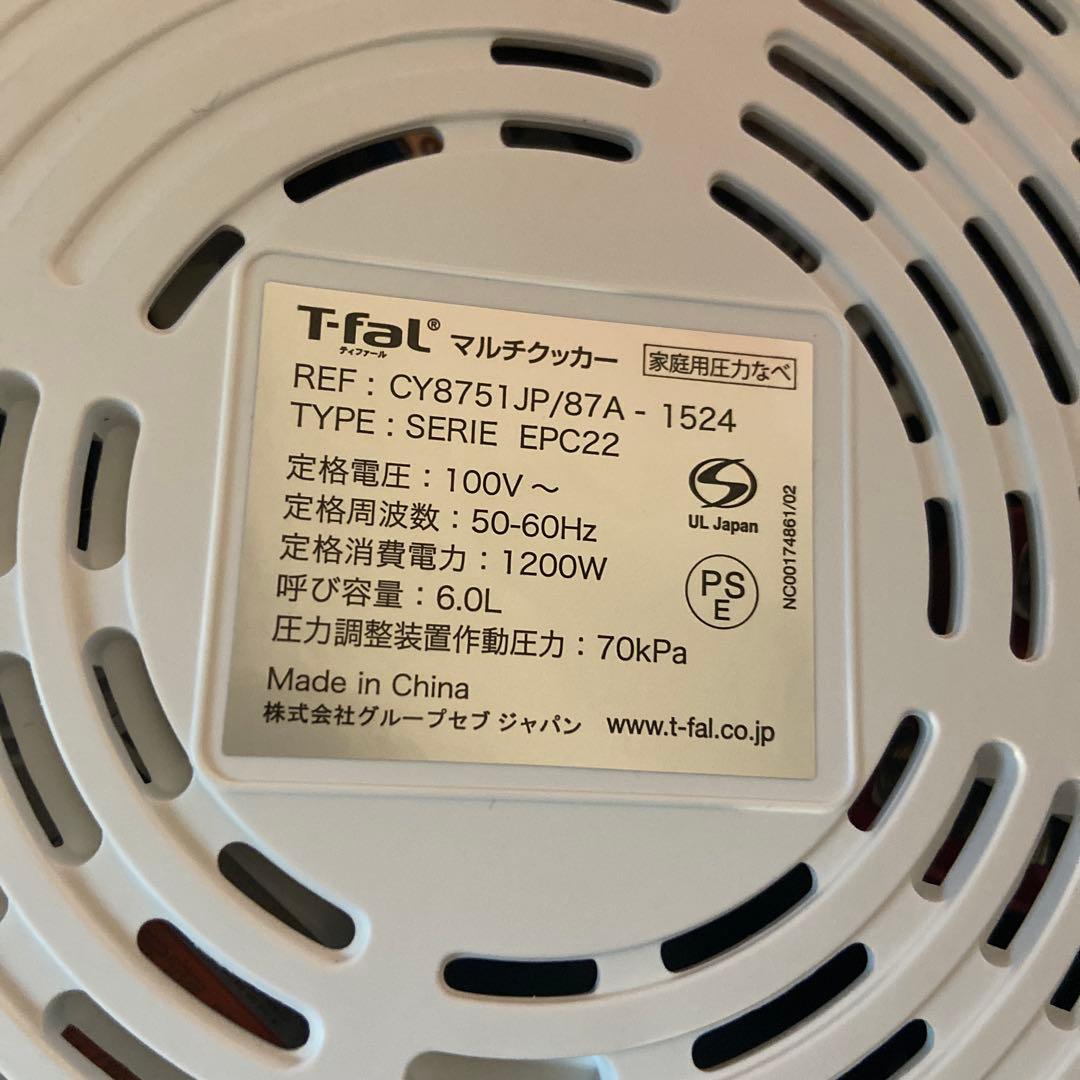 T-fal® マルチクッカー 家庭用圧力なべ
ティファール
REF : CY8751JP/87A - 1524
TYPE : SERIE EPC22
定格電圧 : 100V ～
定格周波数 : 50-60Hz
定格消費電力 : 1200W
呼び容量 : 6.0L
圧力調整装置作動圧力 : 70kPa
Made in China
株式会社グループセブ ジャパン www.t-fal.co.jp
S
UL Japan
PS
E
NC00174861/02